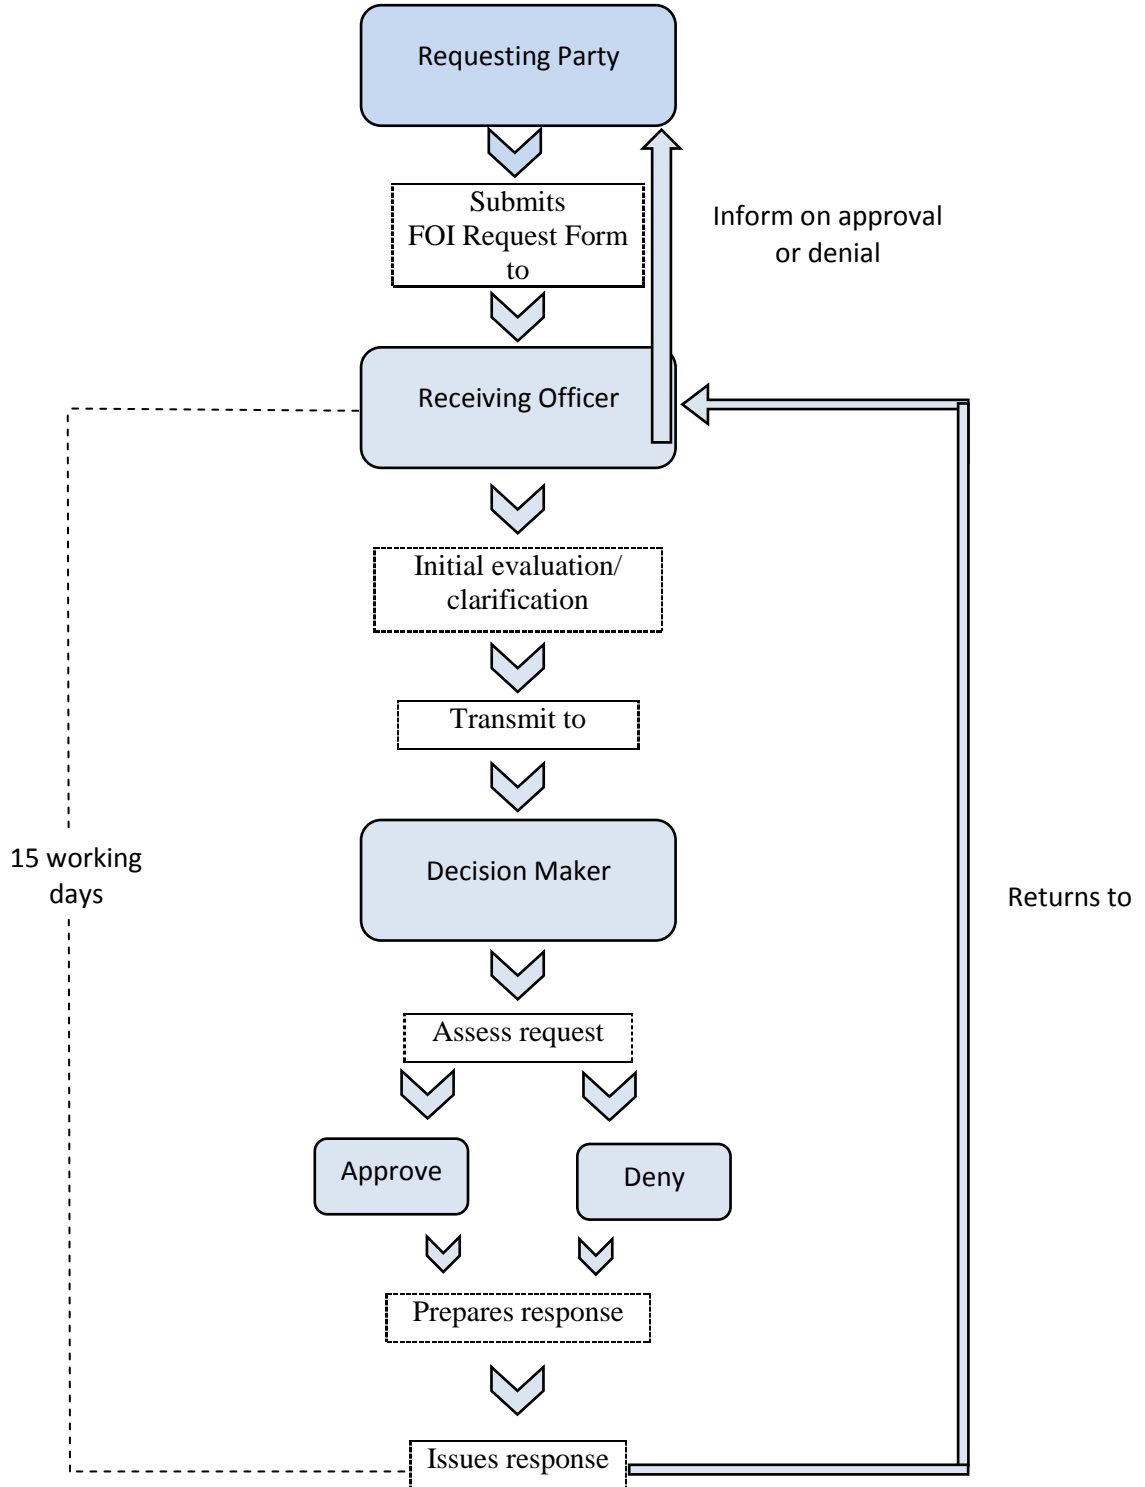 Requesting Party
Submits
FOI Request Form
to
Inform on approval
or denial
Receiving Officer
Initial evaluation/
clarification
Transmit to
15 working
days
Decision Maker
Returns to
Assess request
Approve
Deny
Prepares response
Issues response